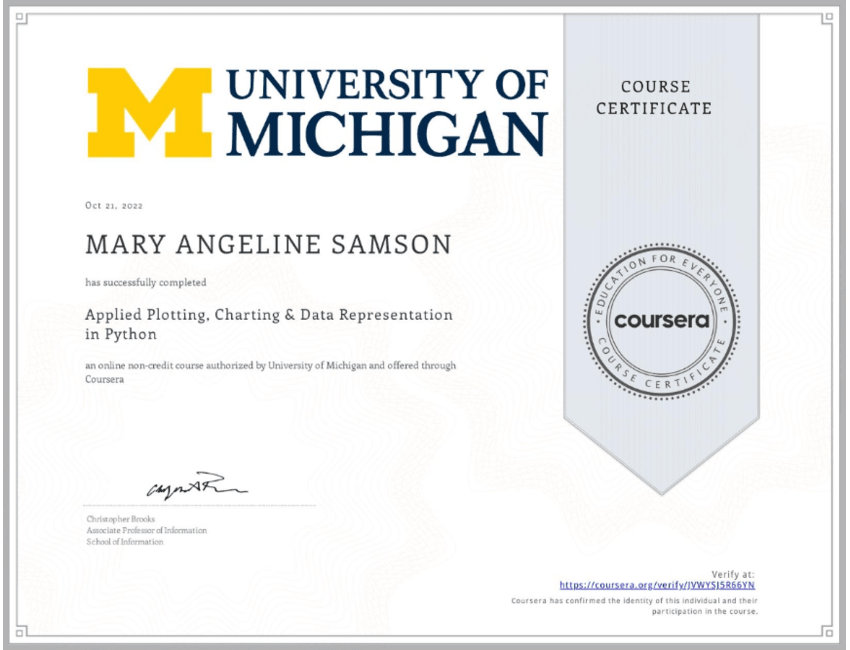 UNIVERSITY OF
MICHIGAN
COURSE
CERTIFICATE
Oct 21, 2022
MARY ANGELINE SAMSON
has successfully completed
Applied Plotting, Charting & Data Representation
in Python
an online non-credit course authorized by University of Michigan and offered through
Coursera
EDUCATION FOR EVERYONE
coursera
COURSE CERTIFICATE
Christopher Brooks
Associate Professor of Information
School of Information
Verify at:
https://coursera.org/verify/JVWYSJ5R66YN
Coursera has confirmed the identity of this individual and their
participation in the course.